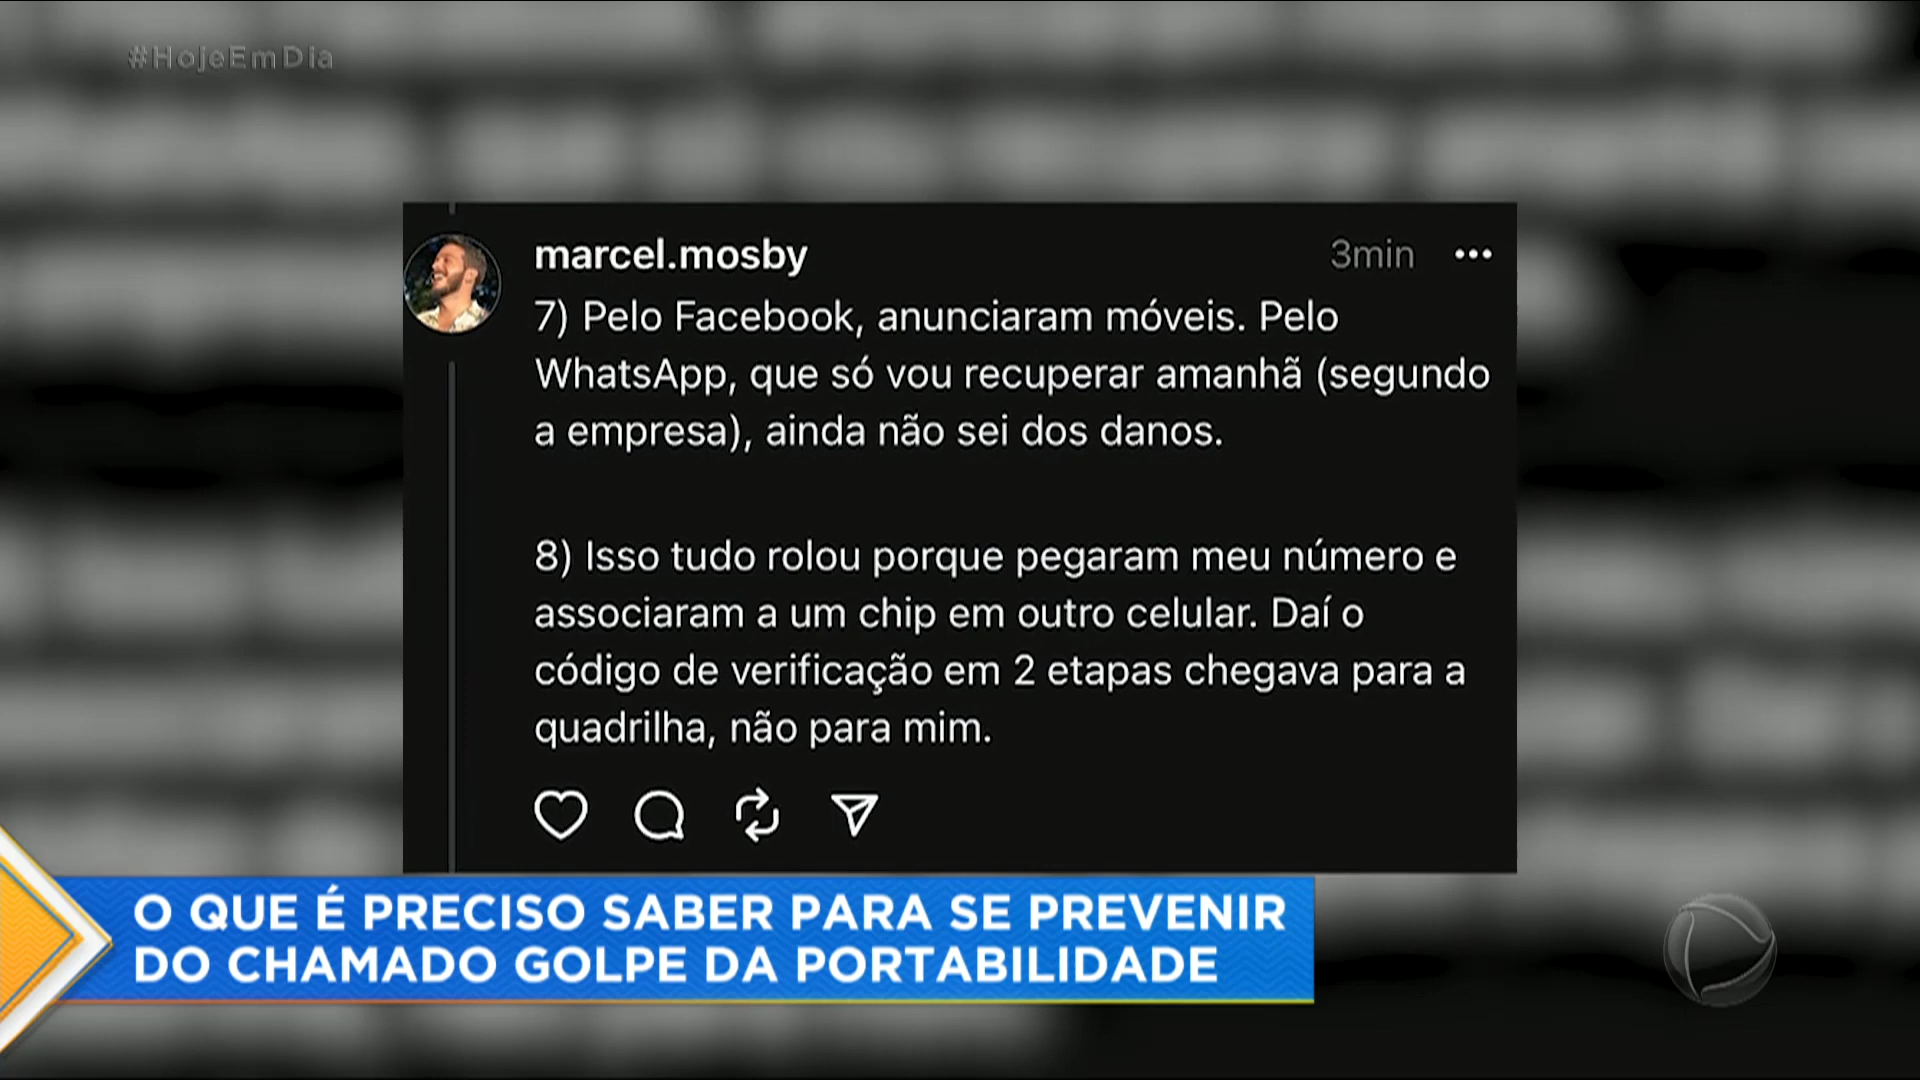 #HojeEmDia
marcel.mosby
3min
7) Pelo Facebook, anunciaram móveis. Pelo
WhatsApp, que só vou recuperar amanhã (segundo
a empresa), ainda não sei dos danos.
8) Isso tudo rolou porque pegaram meu número e
associaram a um chip em outro celular. Daí o
código de verificação em 2 etapas chegava para a
quadrilha, não para mim.
O QUE É PRECISO SABER PARA SE PREVENIR
DO CHAMADO GOLPE DA PORTABILIDADE